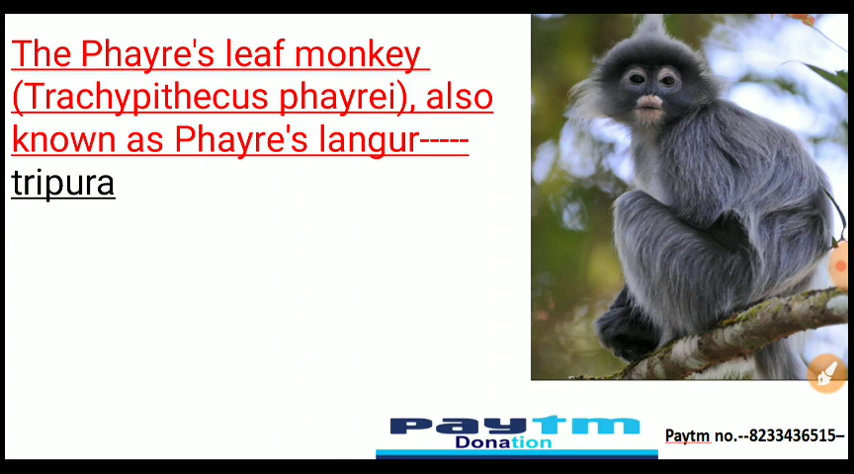 The Phayre's leaf monkey
(Trachypithecus phayrei), also
known as Phayre's langur-----
tripura
paytm
Donation
Paytm no.--8233436515–